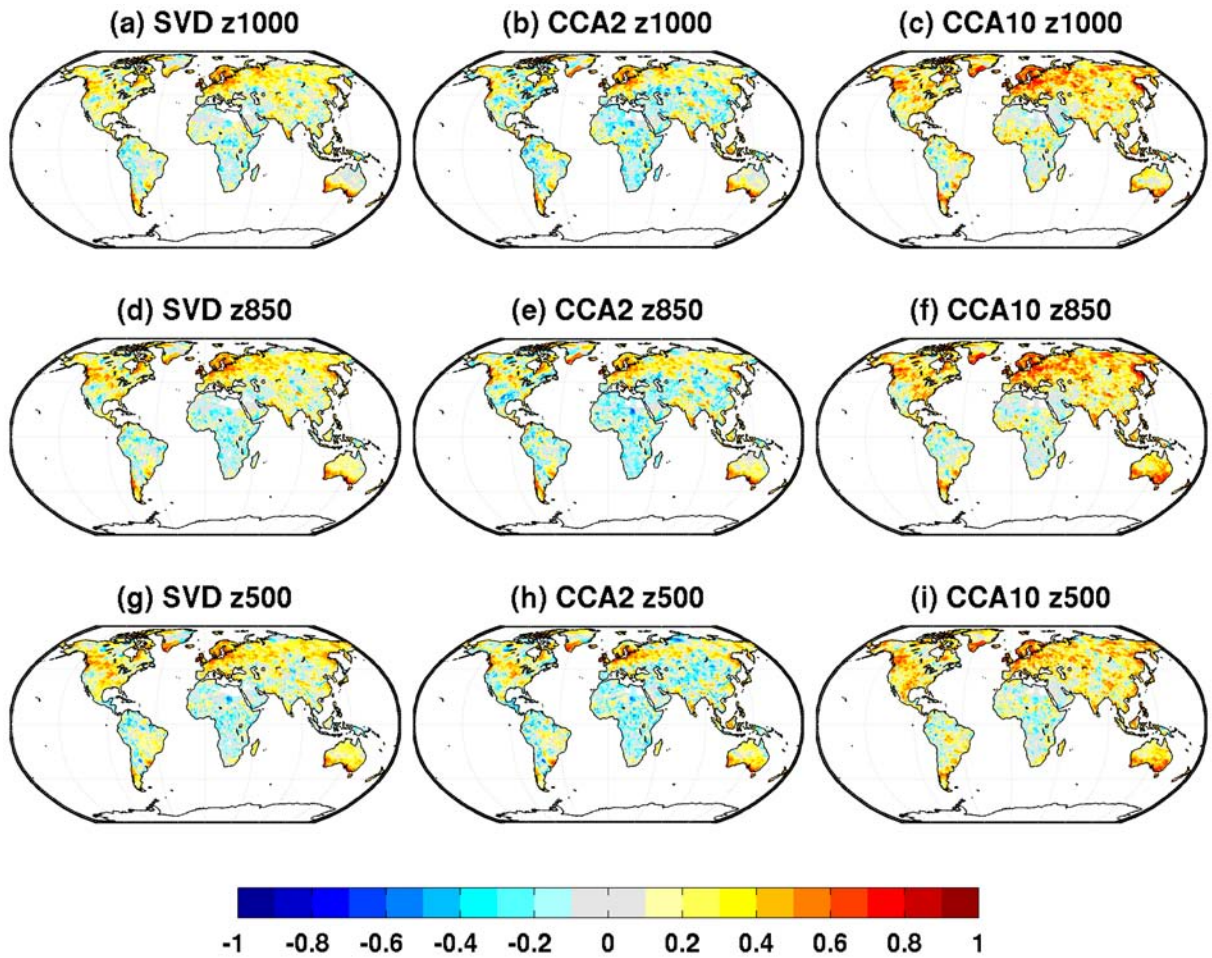 (a) SVD z1000 (b) CCA2 z1000 (c) CCA10 z1000
(d) SVD z850 (e) CCA2 z850 (f) CCA10 z850
(g) SVD z500 (h) CCA2 z500 (i) CCA10 z500
-1 -0.8 -0.6 -0.4 -0.2 0 0.2 0.4 0.6 0.8 1